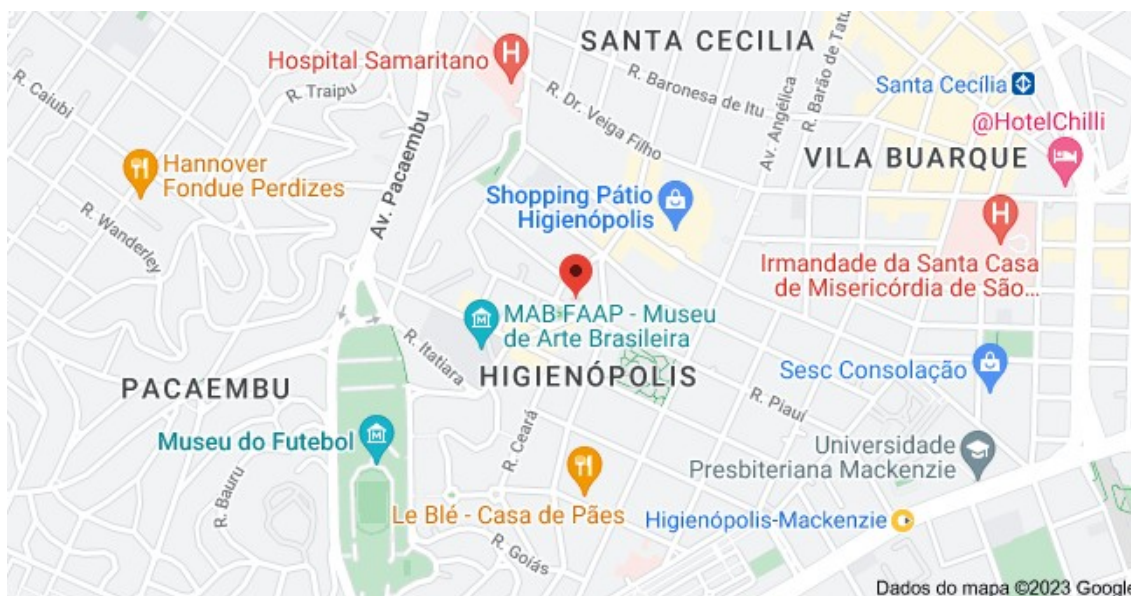 SANTA CECILIA
Hospital Samaritano
R. Baronesa de Itu
R. Barão de Tatu
R. Caiubi
R. Traipu
Santa Cecília
R. Dr. Veiga Filho
Av. Angélica
@HotelChilli
Av. Pacaembu
VILA BUARQUE
Hannover
Fondue Perdizes
Shopping Pátio
Higienópolis
H
H
R. Wanderley
Irmandade da Santa Casa
de Misericórdia de São...
MAB FAAP - Museu
de Arte Brasileira
R. Itatiara
HIGIENÓPOLIS
Sesc Consolação
PACAEMBU
R. Piauí
Museu do Futebol
R. Ceará
Universidade
Presbiteriana Mackenzie
R. Bauru
Le Blé - Casa de Pães
Higienópolis-Mackenzie
R. Goiás
Dados do mapa ©2023 Google